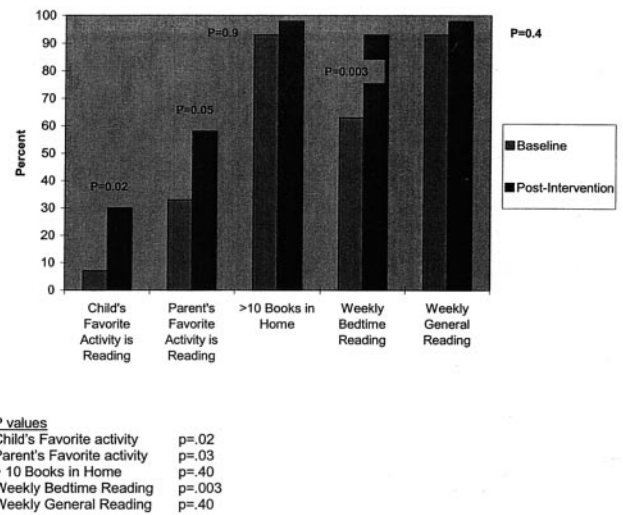 100
90
80
70
60
50
40
30
20
10
0
Percent
P=0.02
P=0.05
P=0.9
P=0.003
P=0.4
Baseline
Post-Intervention
Child's
Favorite
Activity is
Reading
Parent's
Favorite
Activity is
Reading
>10 Books in
Home
Weekly
Bedtime
Reading
Weekly
General
Reading
P values
Child's Favorite activity p=.02
Parent's Favorite activity p=.03
10 Books in Home p=.40
Weekly Bedtime Reading p=.003
Weekly General Reading p=.40